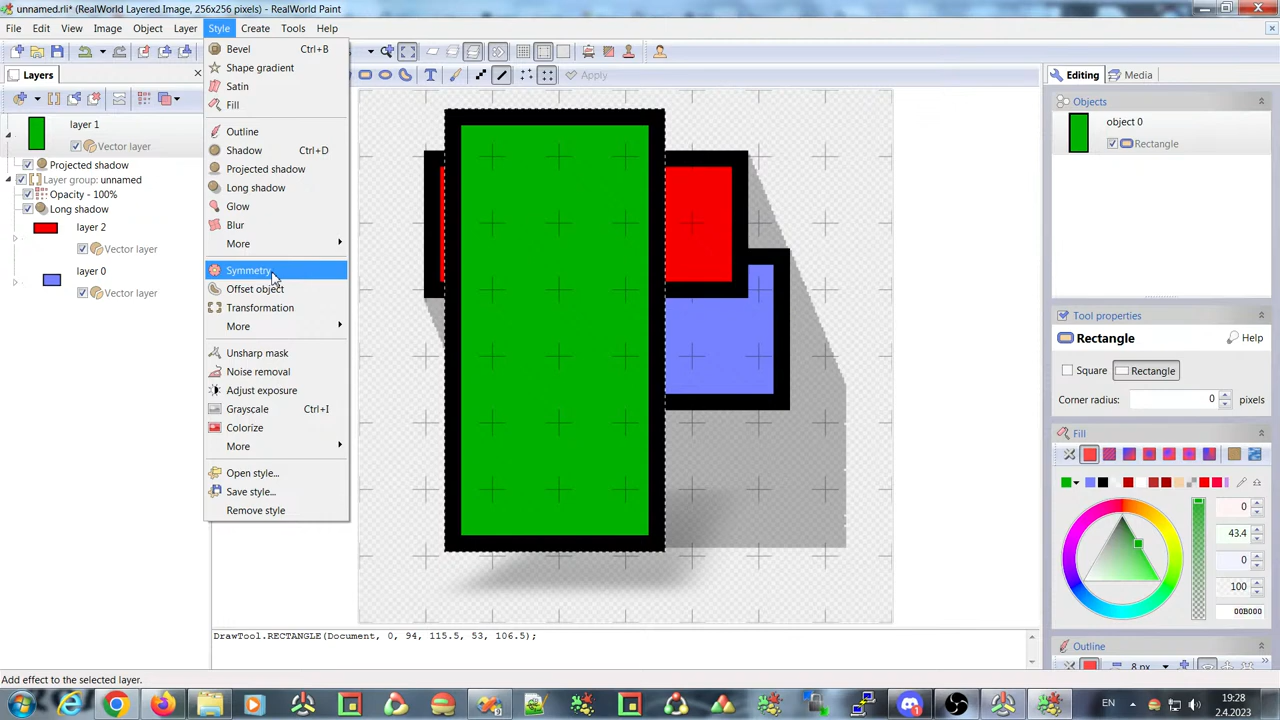 unnamed.rli* (RealWorld Layered Image, 256x256 pixels) - RealWorld Paint
File Edit View Image Object Layer Style Create Tools Help
Layers
layer 1
Vector layer
Projected shadow
Layer group: unnamed
Opacity - 100%
Long shadow
layer 2
Vector layer
layer 0
Vector layer
Bevel Ctrl+B
Shape gradient
Satin
Fill
Outline
Shadow Ctrl+D
Projected shadow
Long shadow
Glow
Blur
More
Symmetry
Offset object
Transformation
More
Unsharp mask
Noise removal
Adjust exposure
Grayscale Ctrl+I
Colorize
More
Open style...
Save style...
Remove style
Apply
Editing Media
Objects
object 0
Rectangle
Tool properties
Rectangle Help
Square Rectangle
Corner radius: 0 pixels
Fill
0
43.4
0
100
00B000
Outline
8 px
DrawTool.RECTANGLE(Document, 0, 94, 115.5, 53, 106.5);
Add effect to the selected layer.
EN
19:28
2.4.2023